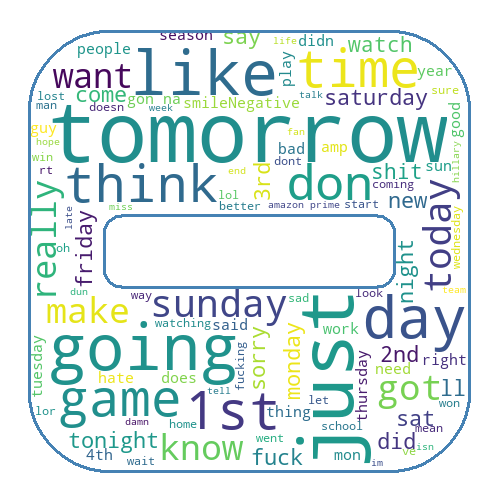 season say didn life
people watch
want like play time year
come gon na smileNegative talk saturday sure
lost man doesn week
guy tomorrow good
hope bad fan amp
win dont hillary
rt think 3rd don shit sun
lol end coming
miss better amazon prime start new
really late friday today wednesday
oh night
dun way sunday sad look team
make watching said work day
going sorry monday just
tuesday fucking 2nd right
hate does tell need
game 1st let thursday got ll
lor damn thing won
home school sat mean
tonight know went did
4th wait fuck mon im ve isn